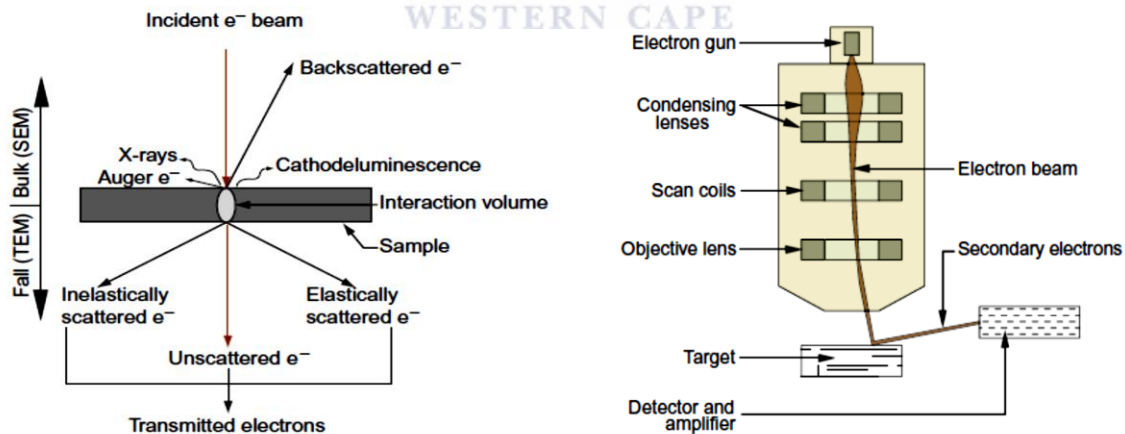 WESTERN CAPE
Incident e⁻ beam
Backscattered e⁻
X-rays
Auger e⁻
Cathodeluminescence
Interaction volume
Sample
Bulk (SEM)
Fall (TEM)
Inelastically
scattered e⁻
Elastically
scattered e⁻
Unscattered e⁻
Transmitted electrons
Electron gun
Condensing
lenses
Electron beam
Scan coils
Objective lens
Secondary electrons
Target
Detector and
amplifier